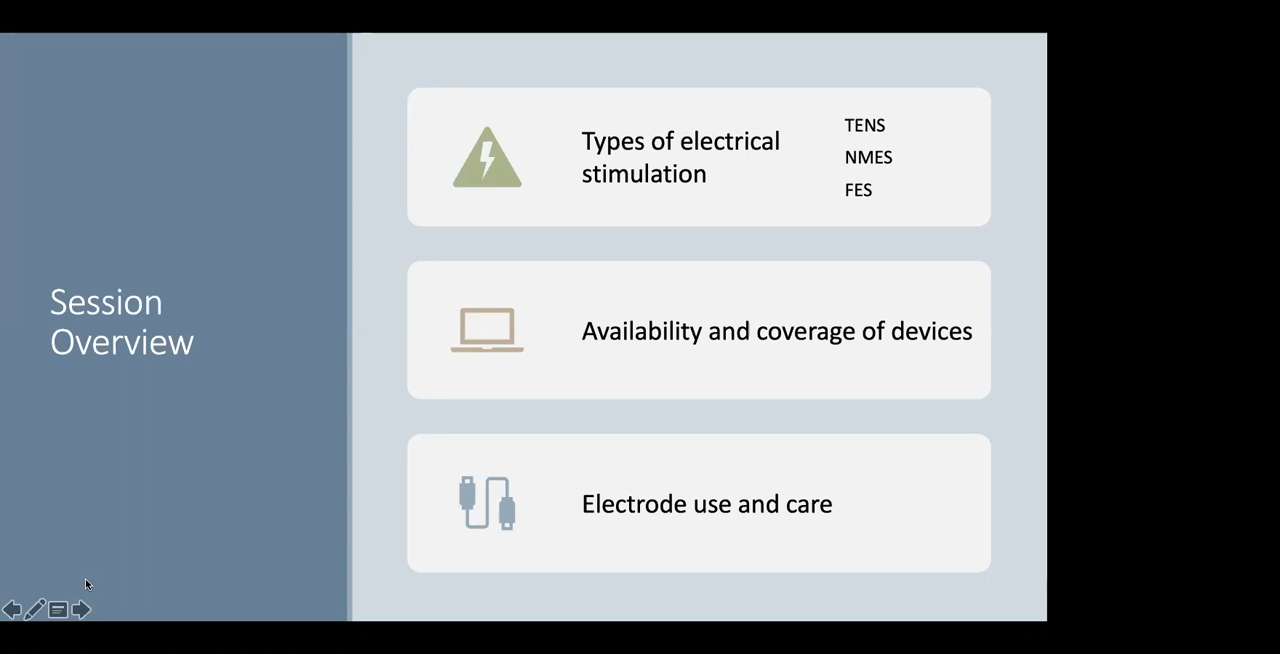 Session
Overview
Types of electrical
stimulation
TENS
NMES
FES
Availability and coverage of devices
Electrode use and care